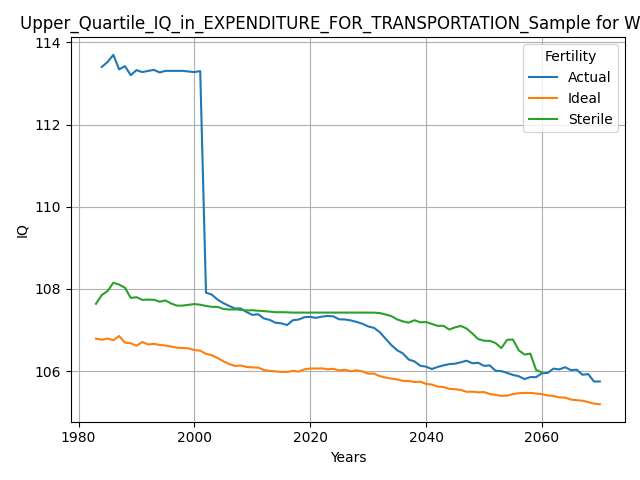 Upper_Quartile_IQ_in_EXPENDITURE_FOR_TRANSPORTATION_Sample for W
114
112
110
108
106
IQ
Fertility
Actual
Ideal
Sterile
1980
2000
2020
2040
2060
Years